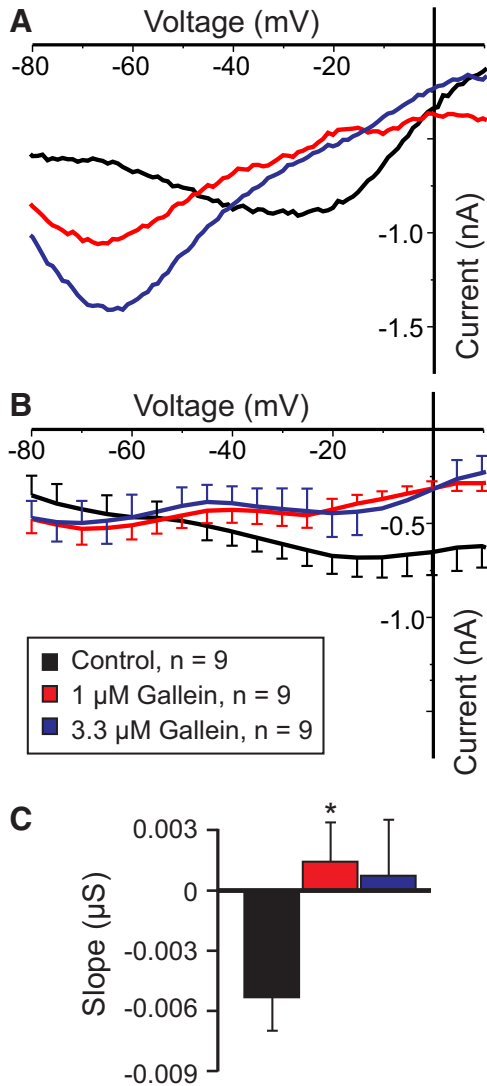 A
Voltage (mV)
-80 -60 -40 -20
-1.0
-1.5
Current (nA)
B
Voltage (mV)
-80 -60 -40 -20
-0.5
-1.0
Current (nA)
Control, n = 9
1 µM Gallein, n = 9
3.3 µM Gallein, n = 9
C
Slope (µS)
0.003
0
-0.003
-0.006
-0.009
*